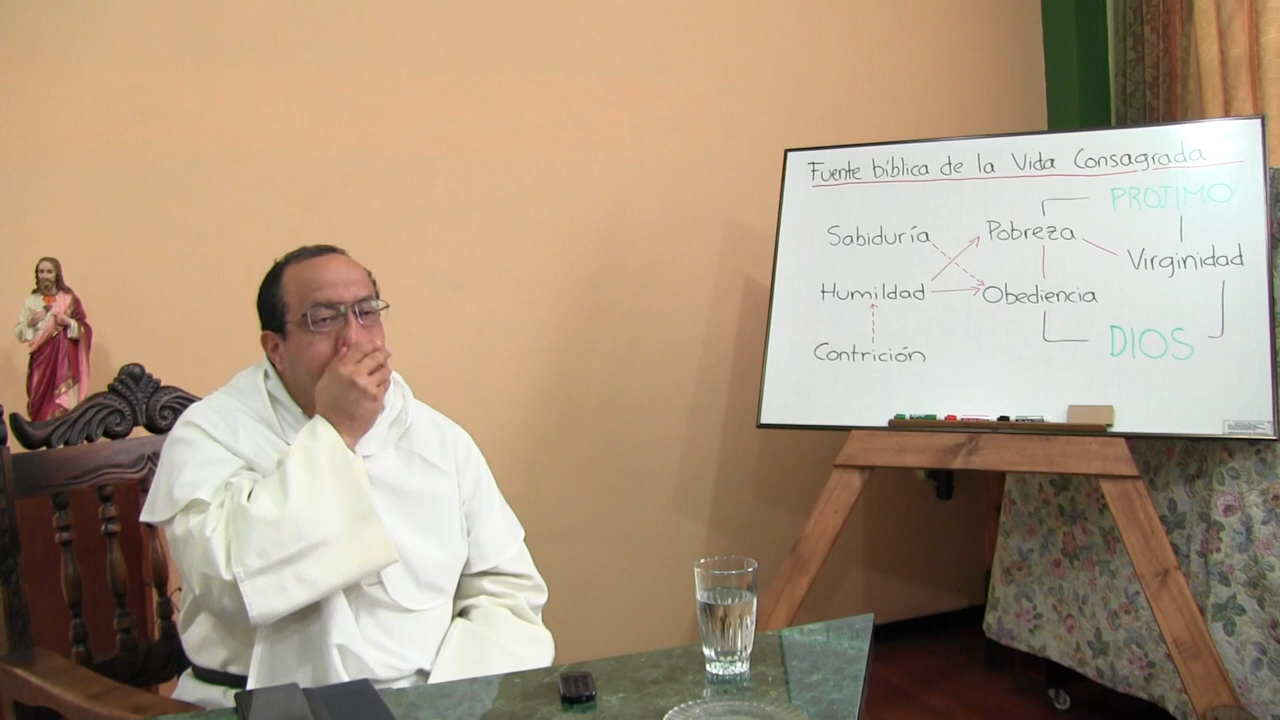 Fuente bíblica de la Vida Consagrada
PROJIMO
Sabiduría Pobreza
Virginidad
Humildad Obediencia
DIOS
Contrición